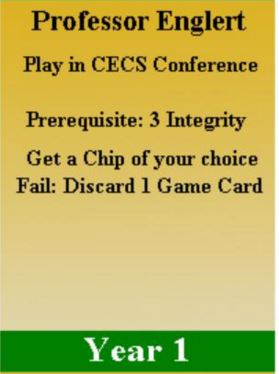 Professor Englert
Play in CECS Conference
Prerequisite: 3 Integrity
Get a Chip of your choice
Fail: Discard 1 Game Card
Year 1